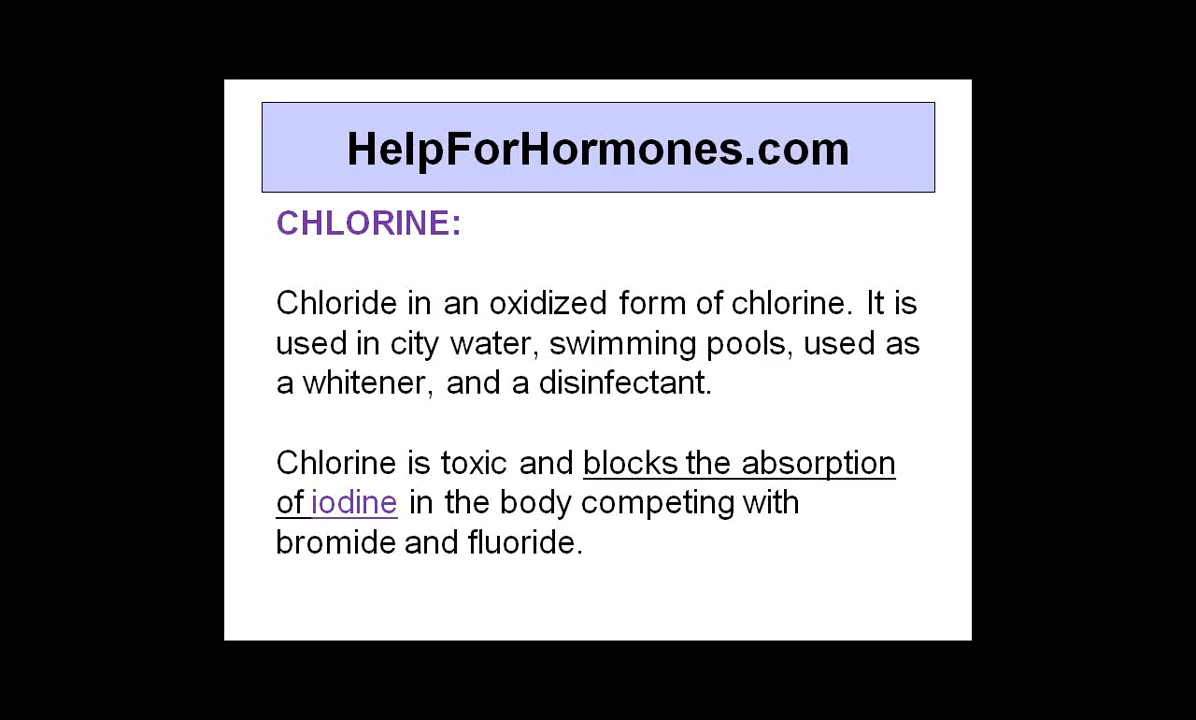 HelpForHormones.com
CHLORINE:
Chloride in an oxidized form of chlorine. It is
used in city water, swimming pools, used as
a whitener, and a disinfectant.
Chlorine is toxic and blocks the absorption
of iodine in the body competing with
bromide and fluoride.